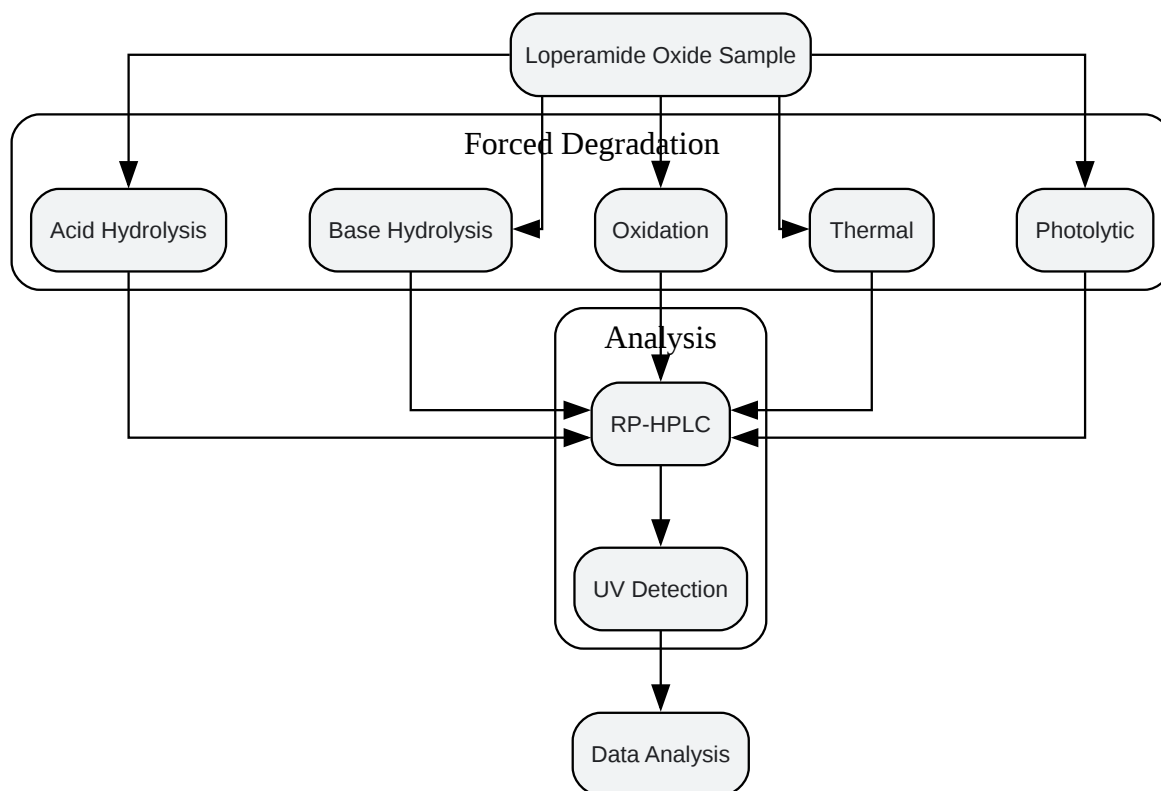 Loperamide Oxide Sample
Forced Degradation
Acid Hydrolysis
Base Hydrolysis
Oxidation
Thermal
Photolytic
Analysis
RP-HPLC
UV Detection
Data Analysis